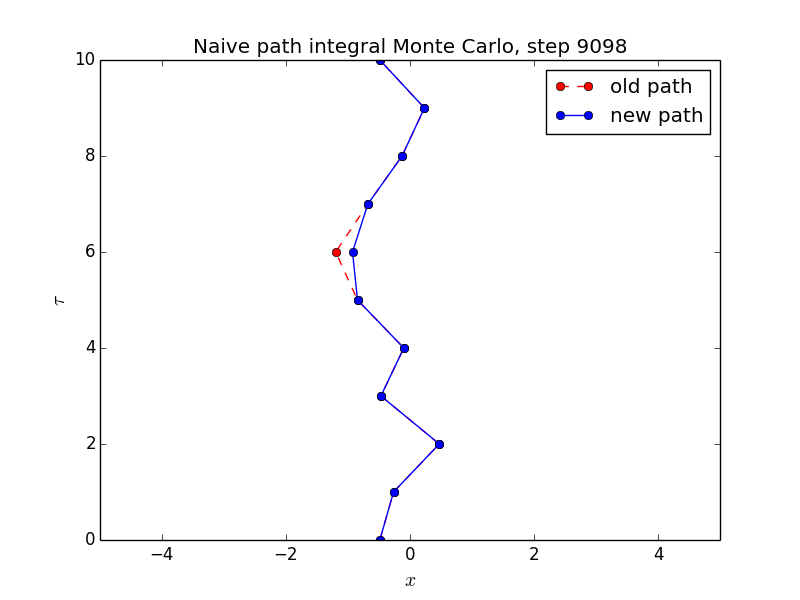 Naive path integral Monte Carlo, step 9098
old path
new path
10
8
6
4
2
0
τ
−4
−2
0
2
4
x